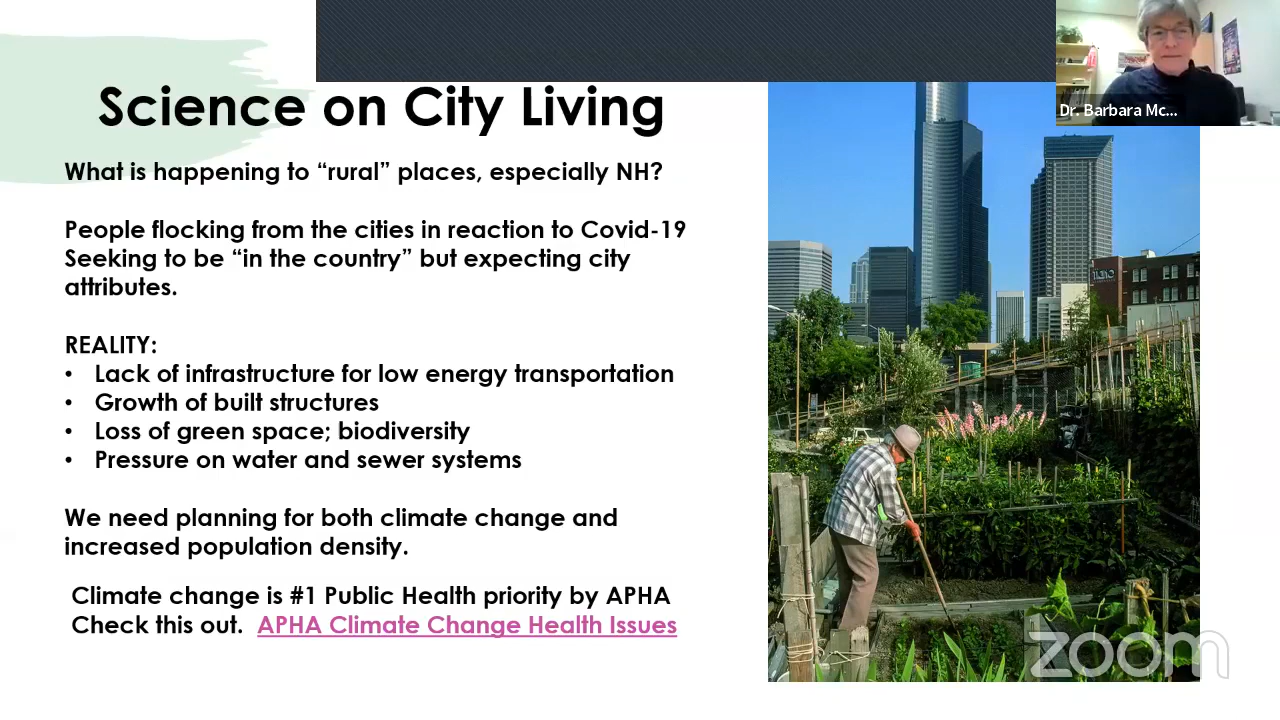 Science on City Living
Dr. Barbara Mc...
What is happening to “rural” places, especially NH?
People flocking from the cities in reaction to Covid-19
Seeking to be “in the country” but expecting city
attributes.
REALITY:
• Lack of infrastructure for low energy transportation
• Growth of built structures
• Loss of green space; biodiversity
• Pressure on water and sewer systems
We need planning for both climate change and
increased population density.
Climate change is #1 Public Health priority by APHA
Check this out. APHA Climate Change Health Issues
zoom